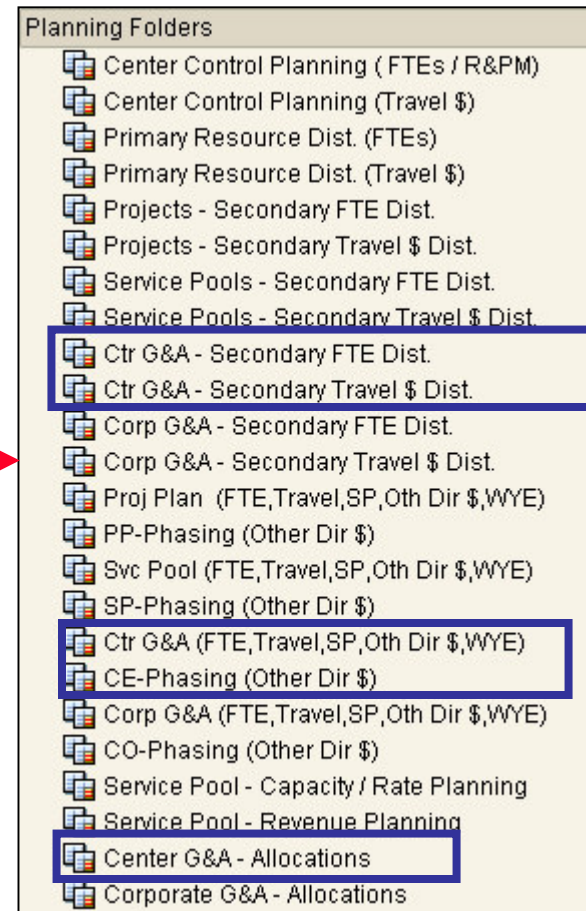 Planning Folders
Center Control Planning ( FTEs / R&PM)
Center Control Planning (Travel $)
Primary Resource Dist. (FTEs)
Primary Resource Dist. (Travel $)
Projects - Secondary FTE Dist.
Projects - Secondary Travel $ Dist.
Service Pools - Secondary FTE Dist.
Service Pools - Secondary Travel $ Dist.
Ctr G&A - Secondary FTE Dist.
Ctr G&A - Secondary Travel $ Dist.
Corp G&A - Secondary FTE Dist.
Corp G&A - Secondary Travel $ Dist.
Proj Plan (FTE,Travel,SP,Oth Dir $,WYE)
PP-Phasing (Other Dir $)
Svc Pool (FTE,Travel,SP,Oth Dir $,WYE)
SP-Phasing (Other Dir $)
Ctr G&A (FTE,Travel,SP,Oth Dir $,WYE)
CE-Phasing (Other Dir $)
Corp G&A (FTE,Travel,SP,Oth Dir $,WYE)
CO-Phasing (Other Dir $)
Service Pool - Capacity / Rate Planning
Service Pool - Revenue Planning
Center G&A - Allocations
Corporate G&A - Allocations